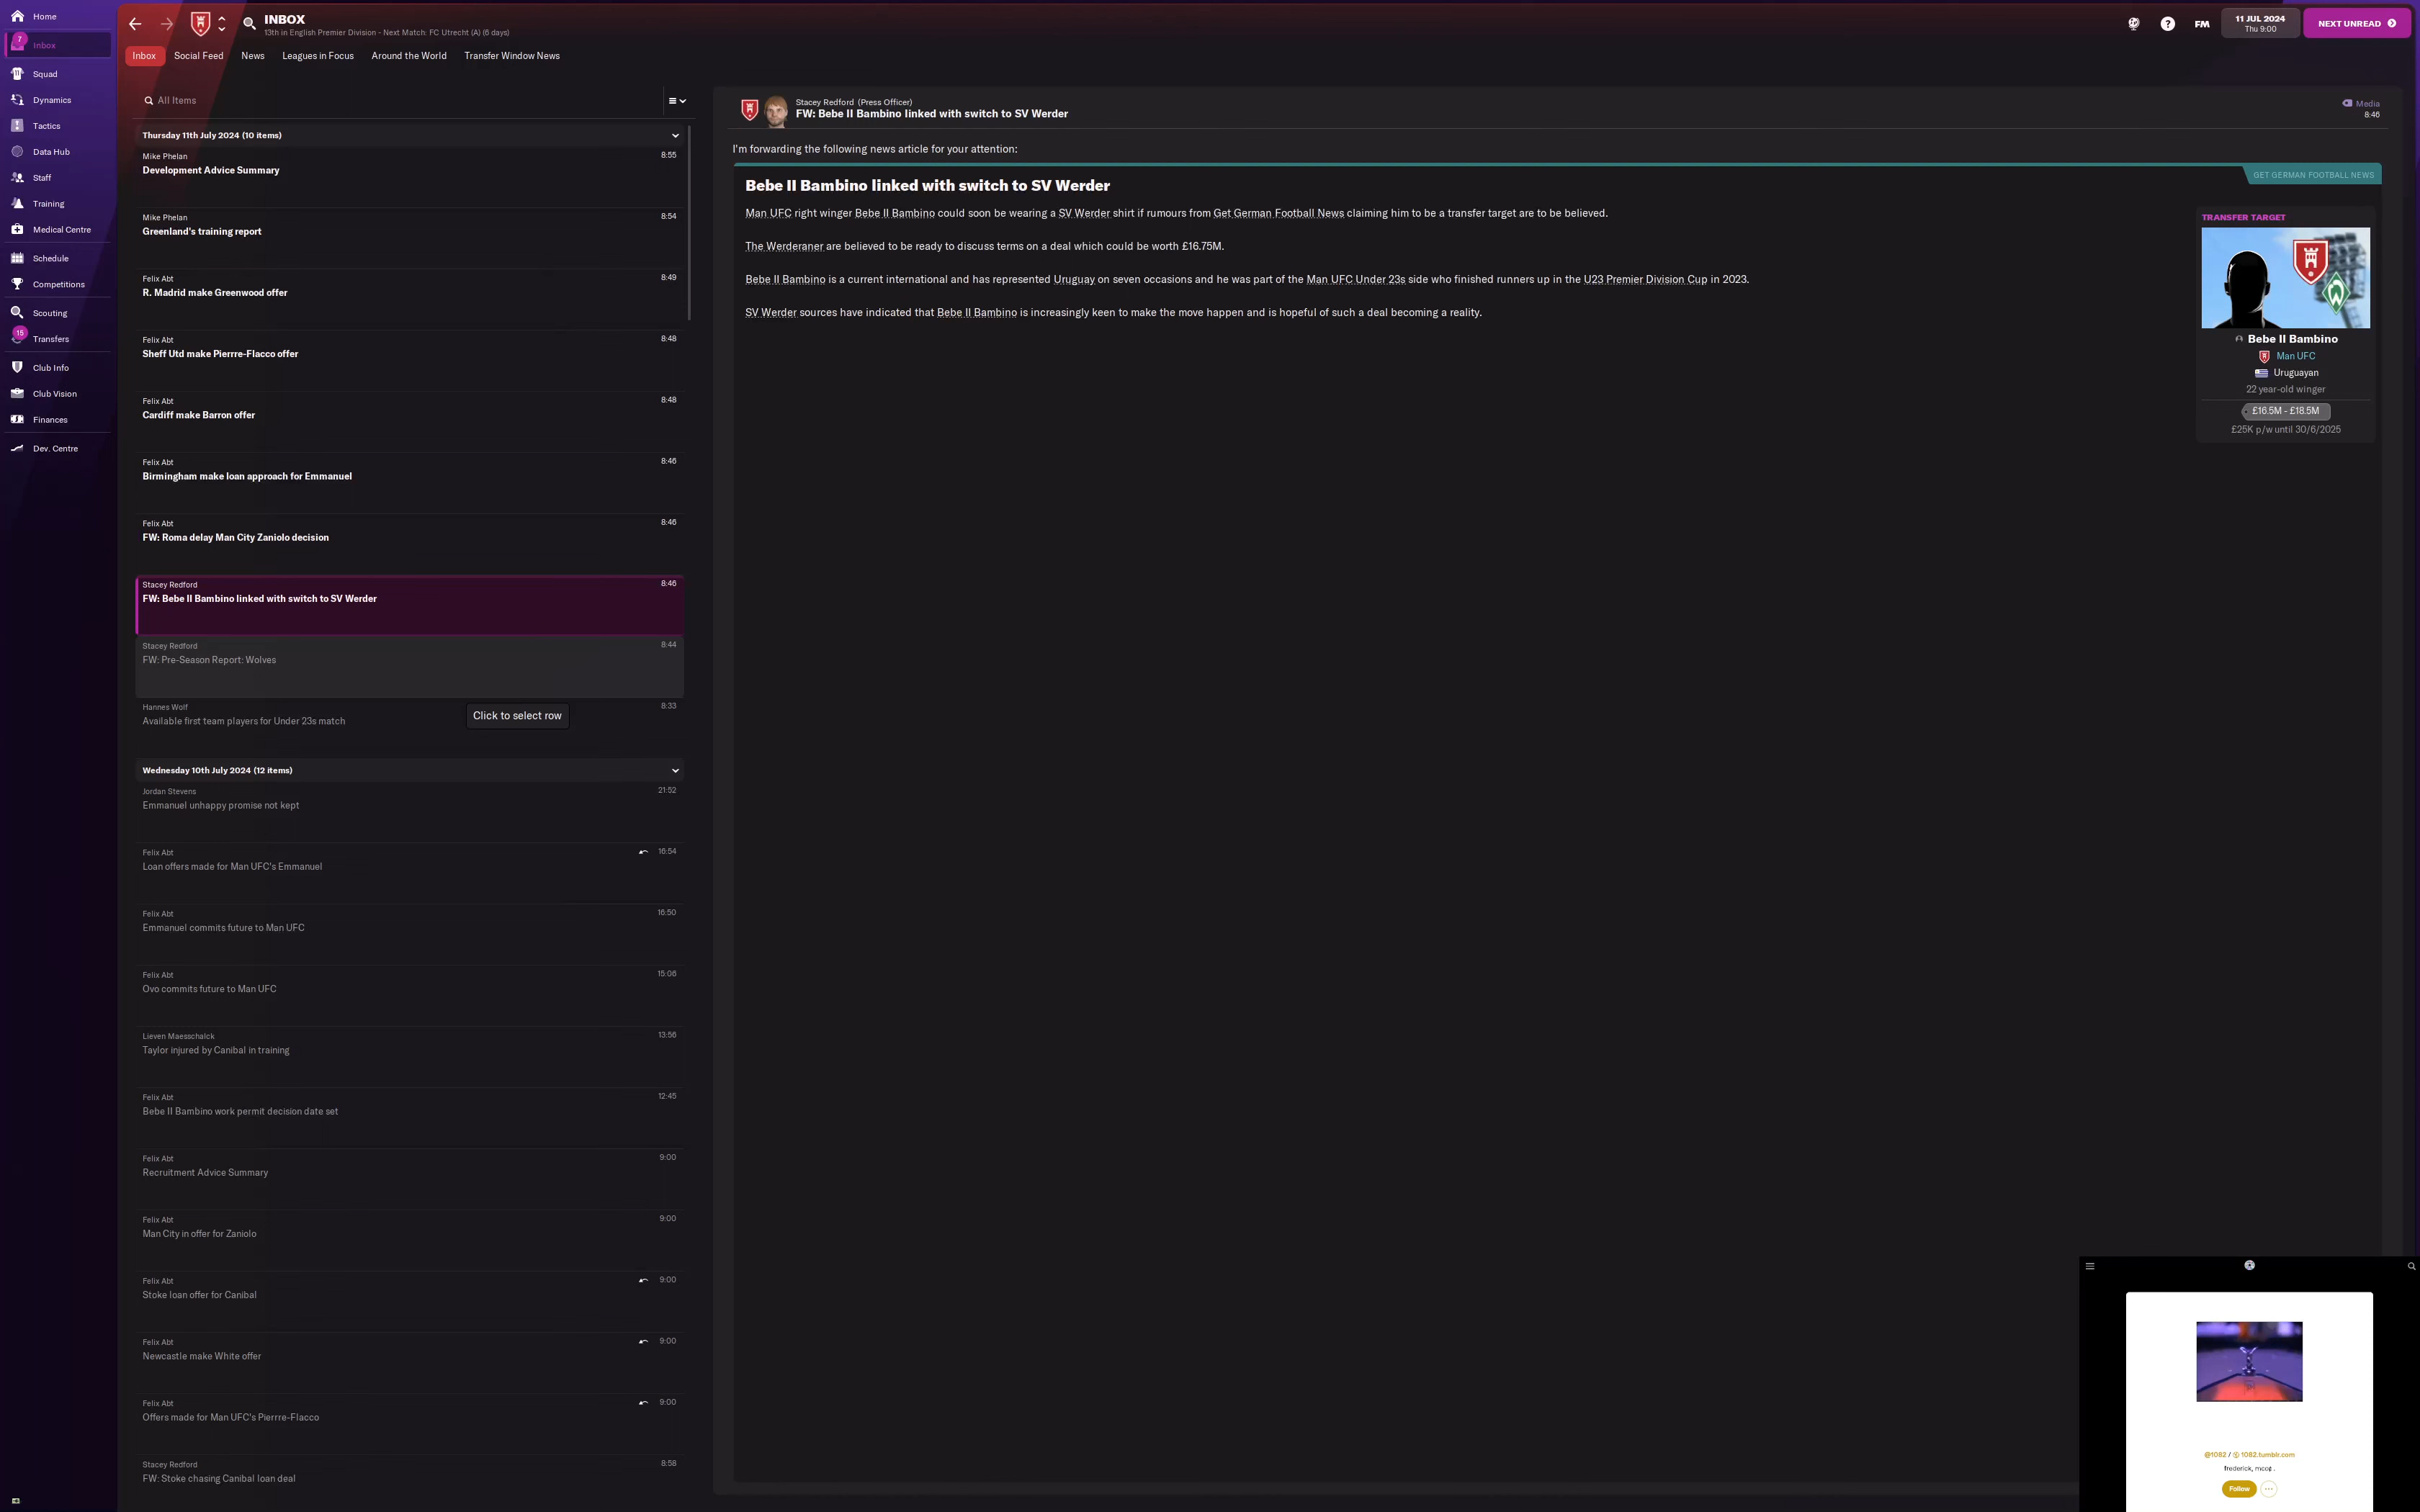 Home
Inbox
7
Squad
Dynamics
Tactics
Data Hub
Staff
Training
Medical Centre
Schedule
Competitions
Scouting
15
Transfers
Club Info
Club Vision
Finances
Dev. Centre
INBOX
13th in English Premier Division - Next Match: FC Utrecht (A) (6 days)
FM
11 JUL 2024
Thu 9:00
NEXT UNREAD
Inbox
Social Feed
News
Leagues in Focus
Around the World
Transfer Window News
All Items
Thursday 11th July 2024 (10 items)
Mike Phelan 8:55
Development Advice Summary
Mike Phelan 8:54
Greenland's training report
Felix Abt 8:49
R. Madrid make Greenwood offer
Felix Abt 8:48
Sheff Utd make Pierrre-Flacco offer
Felix Abt 8:48
Cardiff make Barron offer
Felix Abt 8:46
Birmingham make loan approach for Emmanuel
Felix Abt 8:46
FW: Roma delay Man City Zaniolo decision
Stacey Redford 8:46
FW: Bebe II Bambino linked with switch to SV Werder
Stacey Redford 8:44
FW: Pre-Season Report: Wolves
Hannes Wolf 8:33
Available first team players for Under 23s match
Click to select row
Wednesday 10th July 2024 (12 items)
Jordan Stevens 21:52
Emmanuel unhappy promise not kept
Felix Abt 16:54
Loan offers made for Man UFC's Emmanuel
Felix Abt 16:50
Emmanuel commits future to Man UFC
Felix Abt 15:06
Ovo commits future to Man UFC
Lieven Maesschalck 13:56
Taylor injured by Canibal in training
Felix Abt 12:45
Bebe II Bambino work permit decision date set
Felix Abt 9:00
Recruitment Advice Summary
Felix Abt 9:00
Man City in offer for Zaniolo
Felix Abt 9:00
Stoke loan offer for Canibal
Felix Abt 9:00
Newcastle make White offer
Felix Abt 9:00
Offers made for Man UFC's Pierrre-Flacco
Stacey Redford 8:58
FW: Stoke chasing Canibal loan deal
Stacey Redford (Press Officer)
FW: Bebe II Bambino linked with switch to SV Werder
Media
8:46
I'm forwarding the following news article for your attention:
GET GERMAN FOOTBALL NEWS
Bebe II Bambino linked with switch to SV Werder
Man UFC right winger Bebe II Bambino could soon be wearing a SV Werder shirt if rumours from Get German Football News claiming him to be a transfer target are to be believed.
The Werderaner are believed to be ready to discuss terms on a deal which could be worth £16.75M.
Bebe II Bambino is a current international and has represented Uruguay on seven occasions and he was part of the Man UFC Under 23s side who finished runners up in the U23 Premier Division Cup in 2023.
SV Werder sources have indicated that Bebe II Bambino is increasingly keen to make the move happen and is hopeful of such a deal becoming a reality.
TRANSFER TARGET
Bebe II Bambino
Man UFC
Uruguayan
22 year-old winger
£16.5M - £18.5M
£25K p/w until 30/6/2025
@1082 / 1082.tumblr.com
Follow